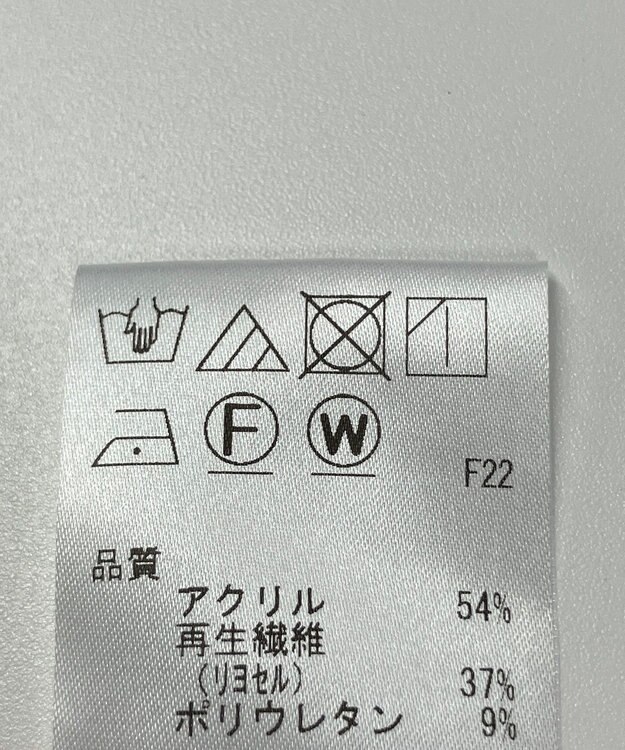 F W
F22
品質
アクリル 54%
再生繊維
(リヨセル) 37%
ポリウレタン 9%